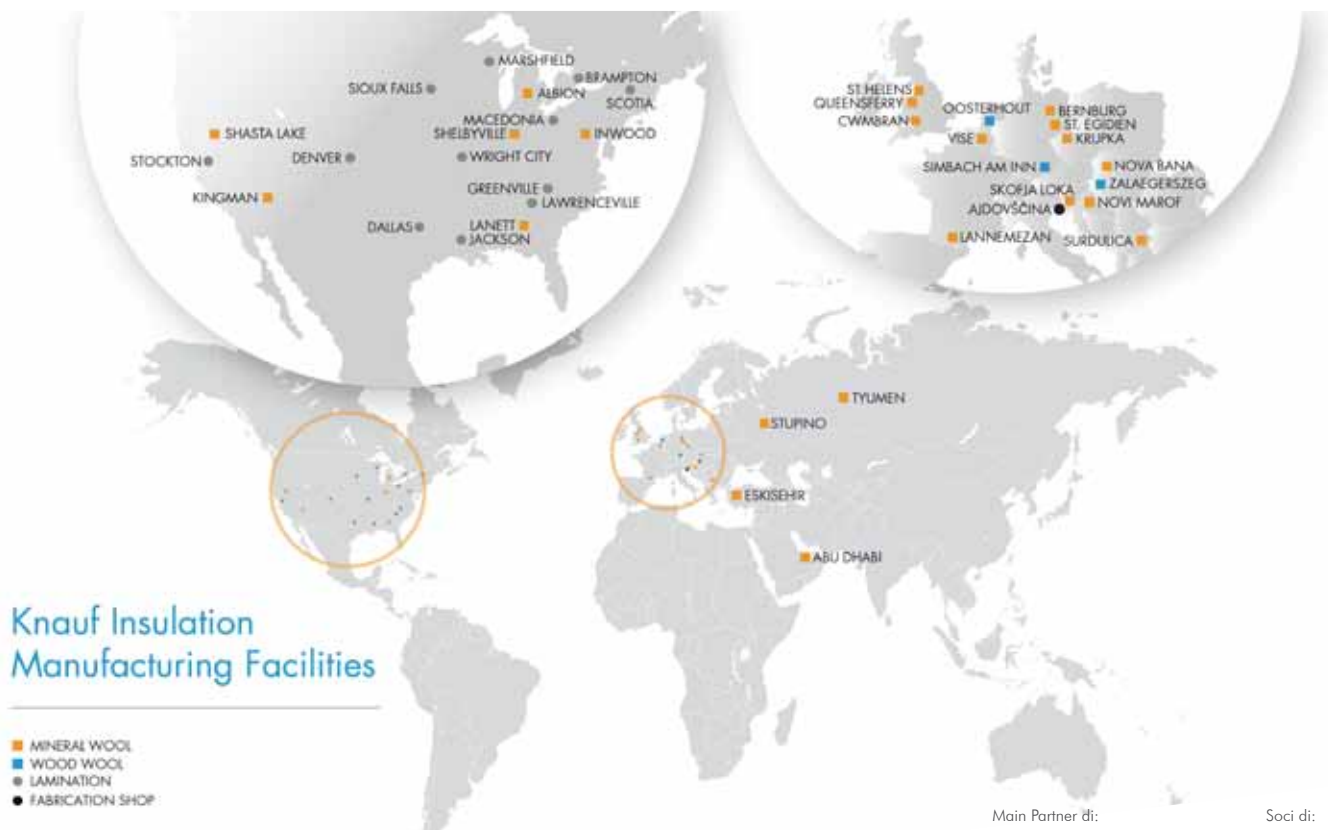 MARSHFIELD
BRAMPTON
SIOUX FALLS
ALBION
SCOTIA
MACEDONIA
SHASTA LAKE
SHELBYVILLE
INWOOD
STOCKTON
DENVER
WRIGHT CITY
KINGMAN
GREENVILLE
LAWRENCEVILLE
DALLAS
LANETT
JACKSON
ST HELENS
QUEENSFERRY
OOSTERHOUT
BERNBURG
CWMBRAN
ST. EGIDIEN
VISE
KRUPKA
SIMBACH AM INN
NOVA BANA
SKOFJA LOKA
ZALAEGERSZEG
AJDOVŠČINA
NOVI MAROF
LANNEMEZAN
SURDULICA
TYUMEN
STUPINO
ESKISEHIR
ABU DHABI
Knauf Insulation
Manufacturing Facilities
MINERAL WOOL
WOOD WOOL
LAMINATION
FABRICATION SHOP
Main Partner di:
Soci di: